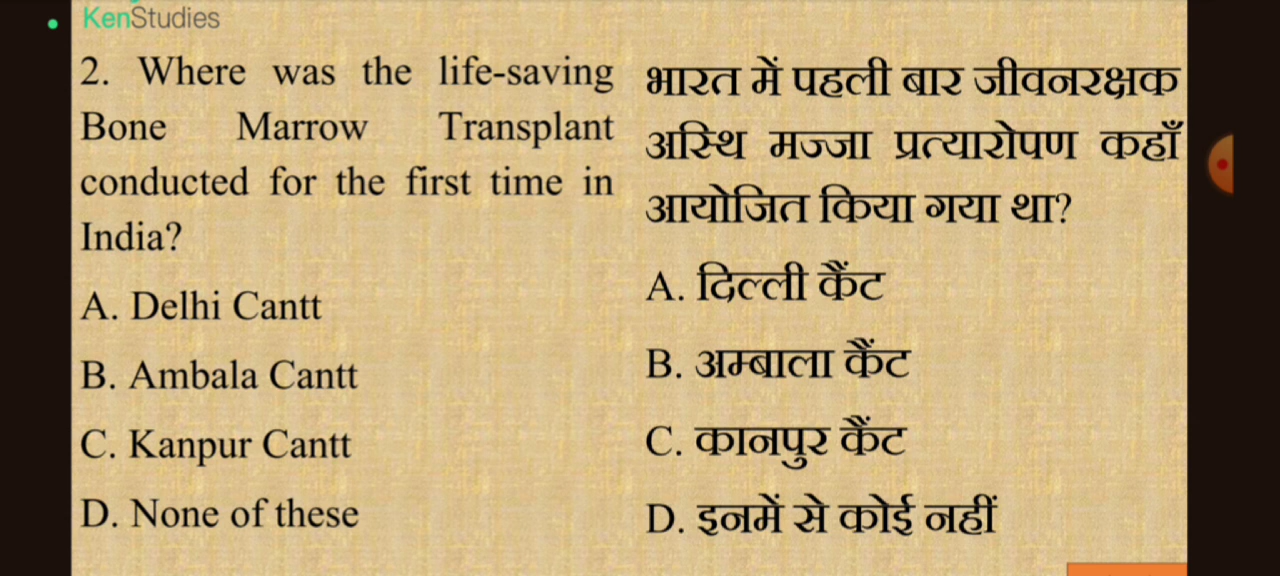 KenStudies
2. Where was the life-saving
Bone Marrow Transplant
conducted for the first time in
India?
A. Delhi Cantt
B. Ambala Cantt
C. Kanpur Cantt
D. None of these
भारत में पहली बार जीवनरक्षक
अस्थि मज्जा प्रत्यारोपण कहाँ
आयोजित किया गया था?
A. दिल्ली कैंट
B. अम्बाला कैंट
C. कानपुर कैंट
D. इनमें से कोई नहीं